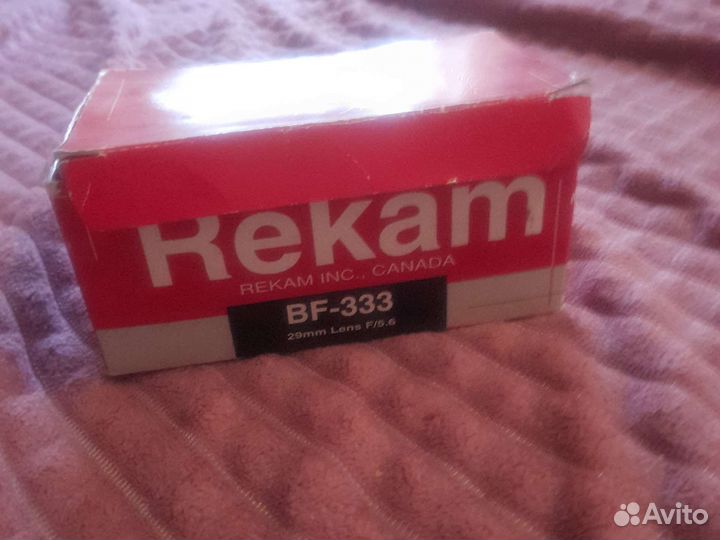 Rekam
REKAM INC., CANADA
BF-333
29mm Lens F/5.6
Avito